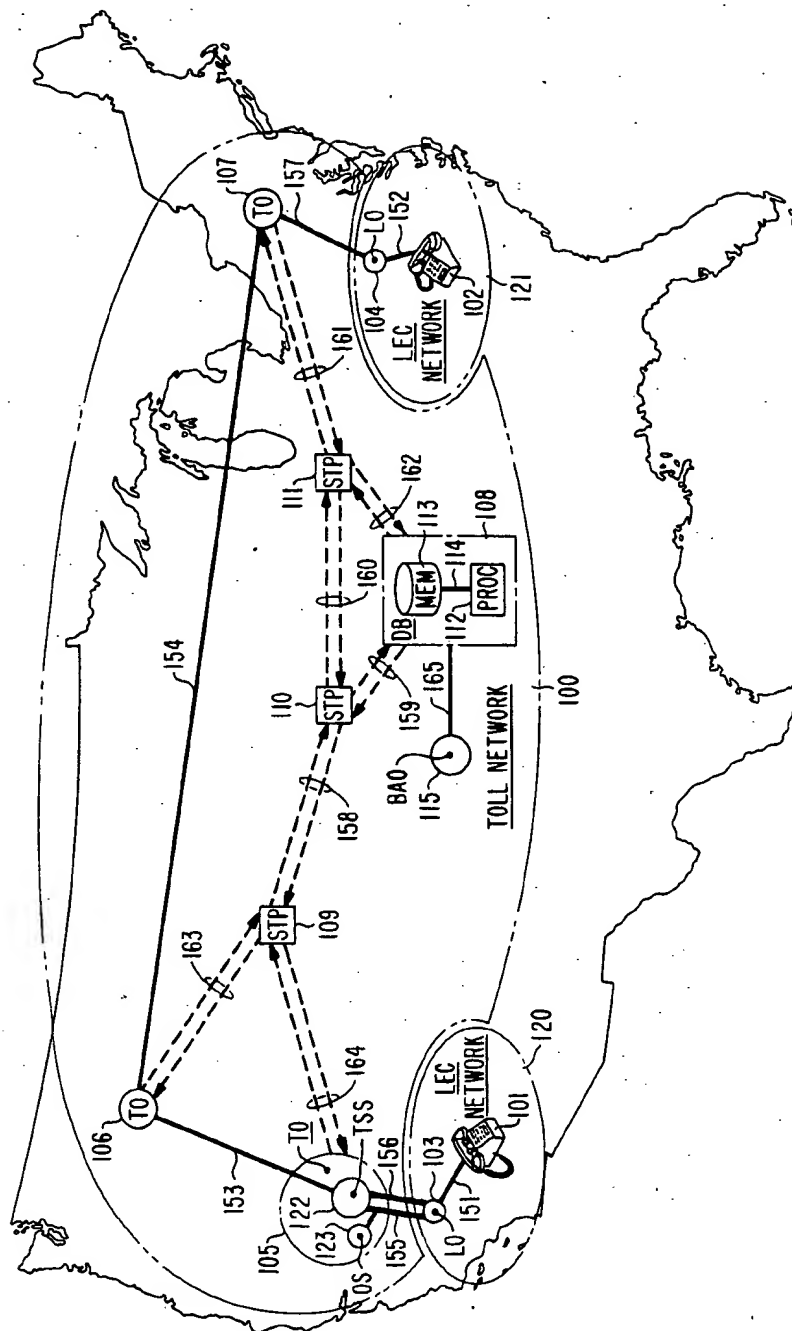 107
TO
157
LO
104
152
102
LEC
NETWORK
121
161
154
111
STP
162
160
113
108
114
MEM
DB
PROC
112
110
STP
159
165
158
BAO
115
TOLL NETWORK
100
163
STP
109
164
TO
106
153
TO
TSS
122
123
105
OS
155
156
103
LO
151
LEC
NETWORK
101
120